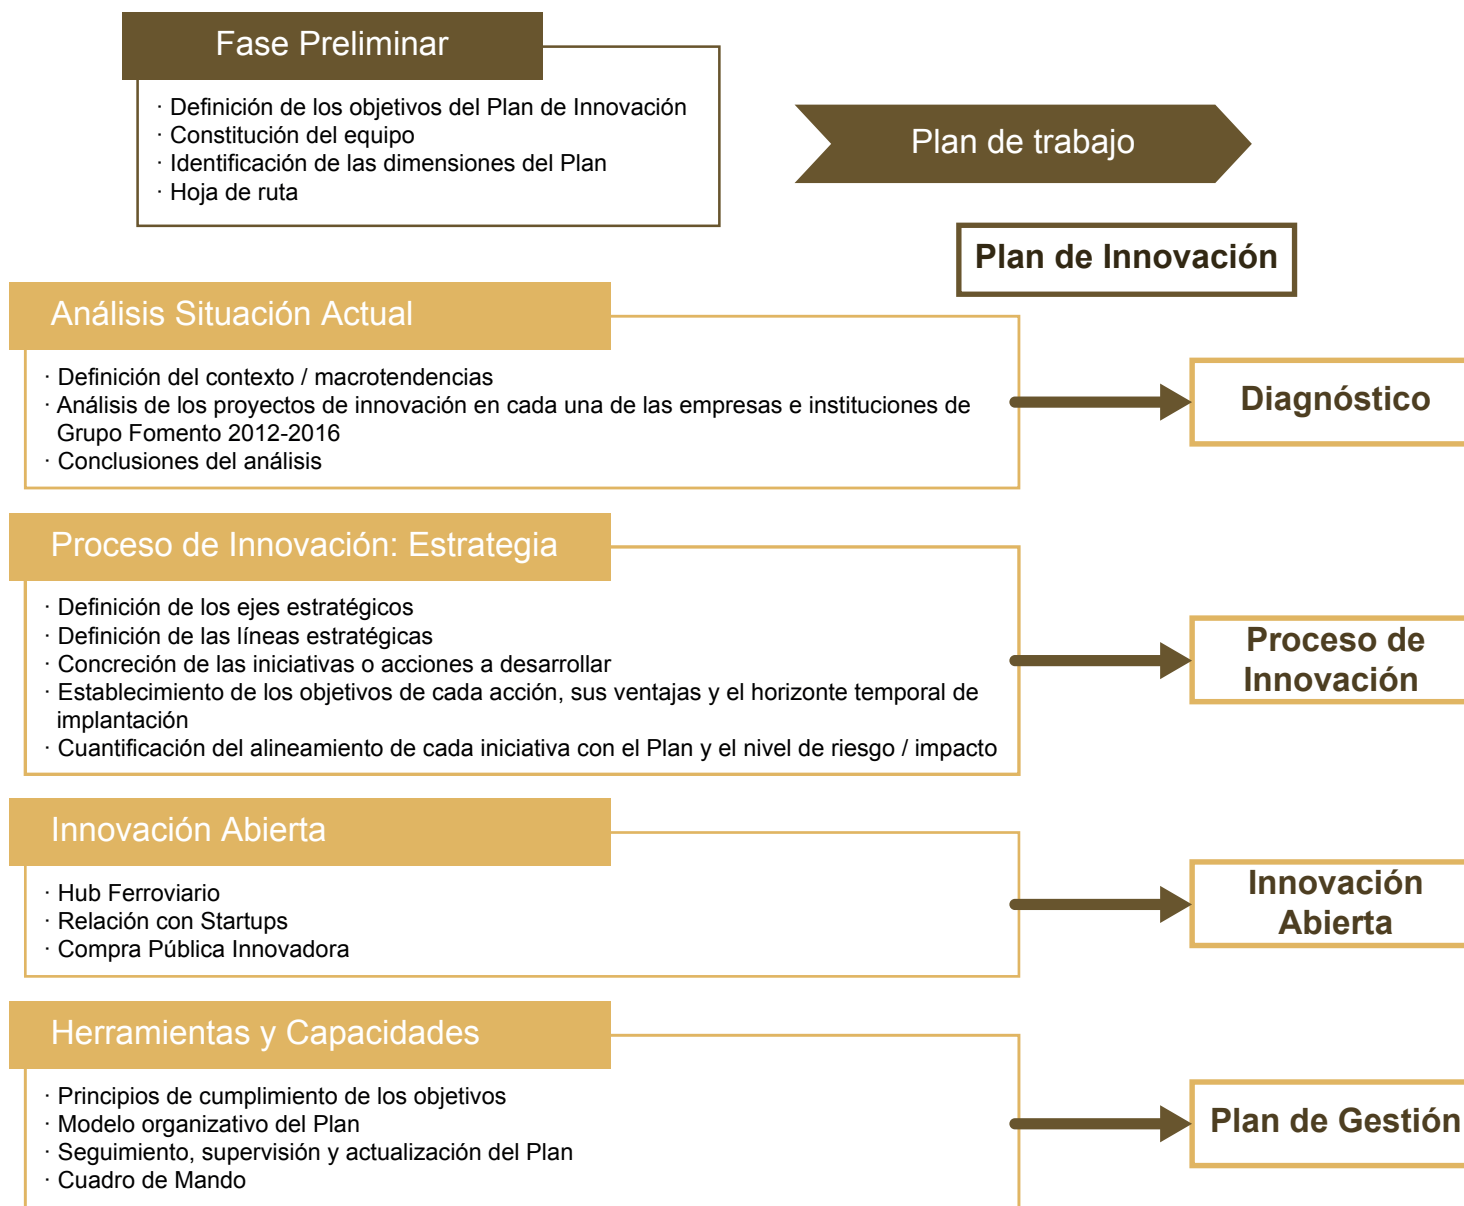 Fase Preliminar
· Definición de los objetivos del Plan de Innovación
· Constitución del equipo
· Identificación de las dimensiones del Plan
· Hoja de ruta
Plan de trabajo
Plan de Innovación
Análisis Situación Actual
· Definición del contexto / macrotendencias
· Análisis de los proyectos de innovación en cada una de las empresas e instituciones de
Grupo Fomento 2012-2016
· Conclusiones del análisis
Diagnóstico
Proceso de Innovación: Estrategia
· Definición de los ejes estratégicos
· Definición de las líneas estratégicas
· Concreción de las iniciativas o acciones a desarrollar
· Establecimiento de los objetivos de cada acción, sus ventajas y el horizonte temporal de
implantación
· Cuantificación del alineamiento de cada iniciativa con el Plan y el nivel de riesgo / impacto
Proceso de
Innovación
Innovación Abierta
· Hub Ferroviario
· Relación con Startups
· Compra Pública Innovadora
Innovación
Abierta
Herramientas y Capacidades
· Principios de cumplimiento de los objetivos
· Modelo organizativo del Plan
· Seguimiento, supervisión y actualización del Plan
· Cuadro de Mando
Plan de Gestión